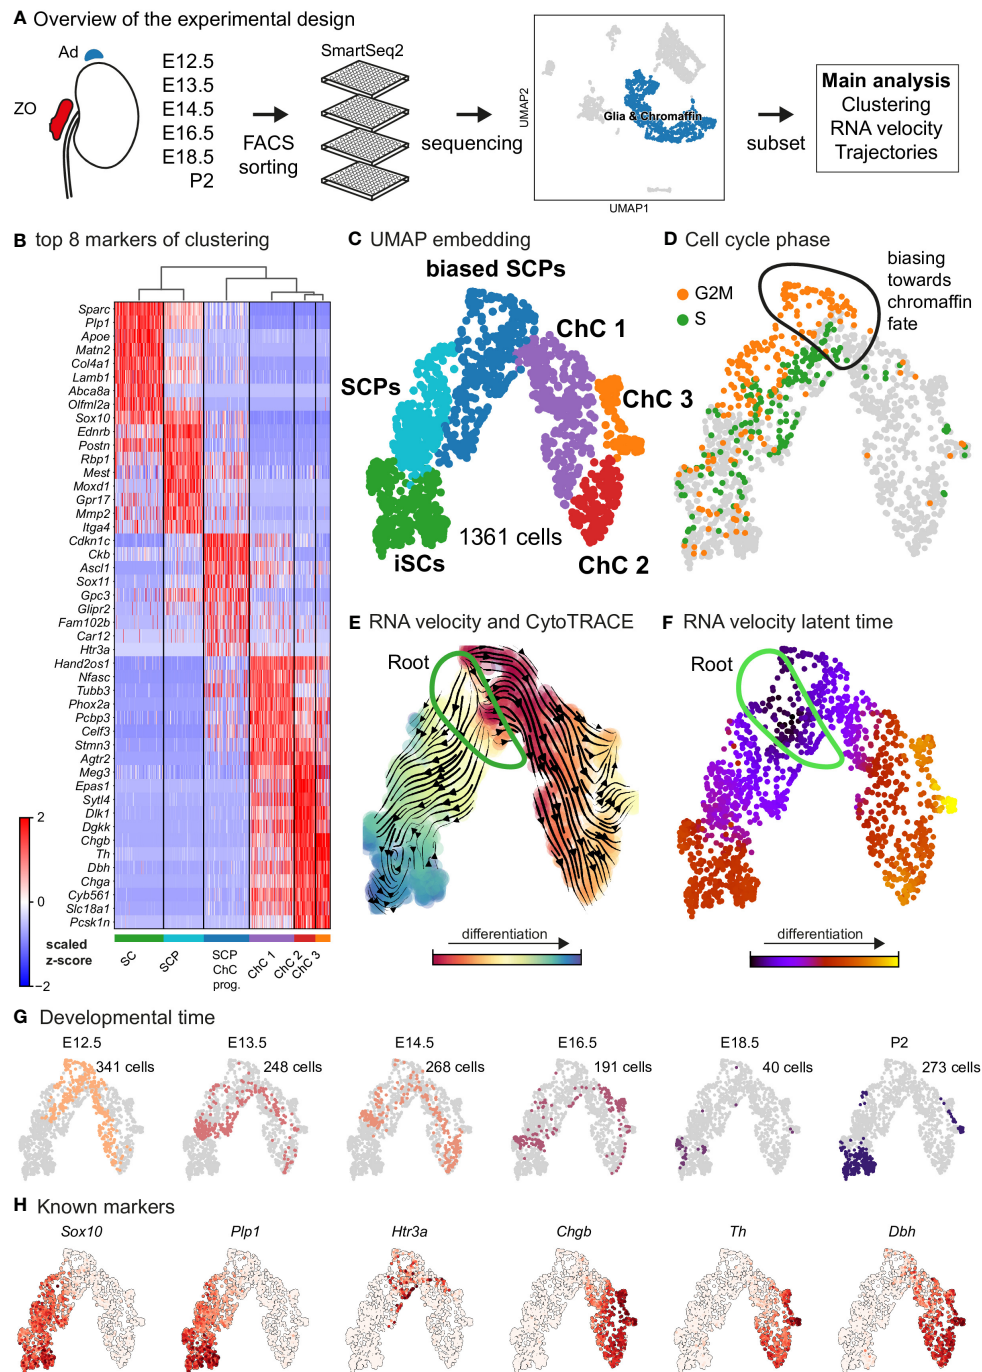 A Overview of the experimental design
Ad
ZO
E12.5
E13.5
E14.5
E16.5
E18.5
P2
FACS
sorting
SmartSeq2
sequencing
UMAP2
Glia & Chromaffin
UMAP1
subset
Main analysis
Clustering
RNA velocity
Trajectories
B top 8 markers of clustering
Sparc
Plp1
Apoe
Matn2
Col4a1
Lamb1
Abca8a
Olfml2a
Sox10
Ednrb
Postn
Rbp1
Mest
Moxd1
Gpr17
Mmp2
Itga4
Cdkn1c
Ckb
Ascl1
Sox11
Gpc3
Glipr2
Fam102b
Car12
Htr3a
Hand2os1
Nfasc
Tubb3
Phox2a
Pcbp3
Celf3
Stmn3
Agtr2
Meg3
Epas1
Sytl4
Dlk1
Dgkk
Chgb
Th
Dbh
Chga
Cyb561
Slc18a1
Pcsk1n
2
0
−2
scaled
z-score
SC
SCP
SCP
ChC
prog.
ChC 1
ChC 2
ChC 3
C UMAP embedding
biased SCPs
ChC 1
SCPs
ChC 3
1361 cells
iSCs
ChC 2
D Cell cycle phase
G2M
S
biasing
towards
chromaffin
fate
E RNA velocity and CytoTRACE
Root
differentiation
F RNA velocity latent time
Root
differentiation
G Developmental time
E12.5
341 cells
E13.5
248 cells
E14.5
268 cells
E16.5
191 cells
E18.5
40 cells
P2
273 cells
H Known markers
Sox10
Plp1
Htr3a
Chgb
Th
Dbh